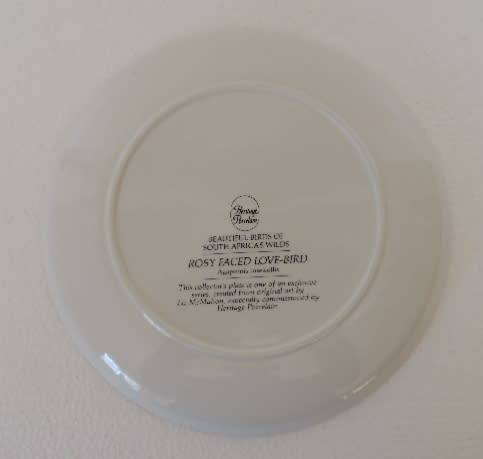 Heritage
Porcelain
BEAUTIFUL BIRDS OF
SOUTH AFRICAS WILDS
ROSY FACED LOVE-BIRD
Agapornis roseicollis
This collector's plate is one of an exclusive
series, created from original art by
Liz McMahon, especially commissioned by
Heritage Porcelain